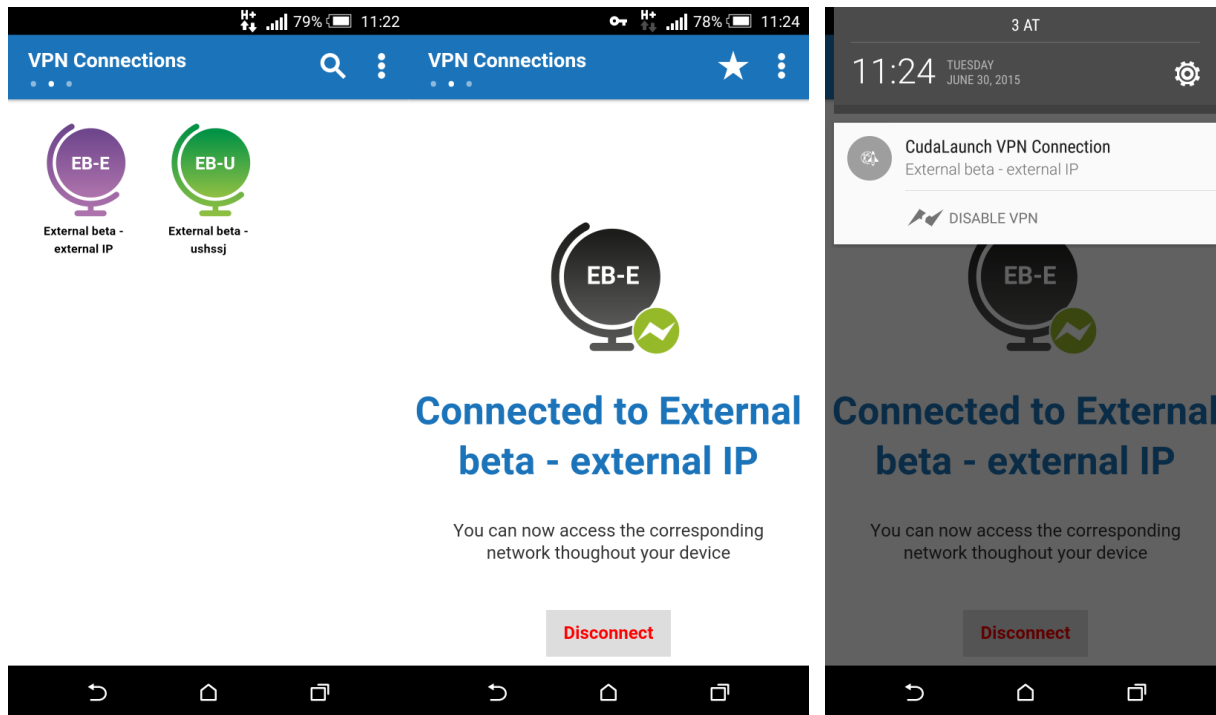 H+ 79% 11:22
VPN Connections
EB-E
External beta -
external IP
EB-U
External beta -
ushssj
H+ 78% 11:24
VPN Connections
EB-E
Connected to External
beta - external IP
You can now access the corresponding
network thoughout your device
Disconnect
3 AT
11:24 TUESDAY
JUNE 30, 2015
CudaLaunch VPN Connection
External beta - external IP
DISABLE VPN
EB-E
Connected to External
beta - external IP
You can now access the corresponding
network thoughout your device
Disconnect